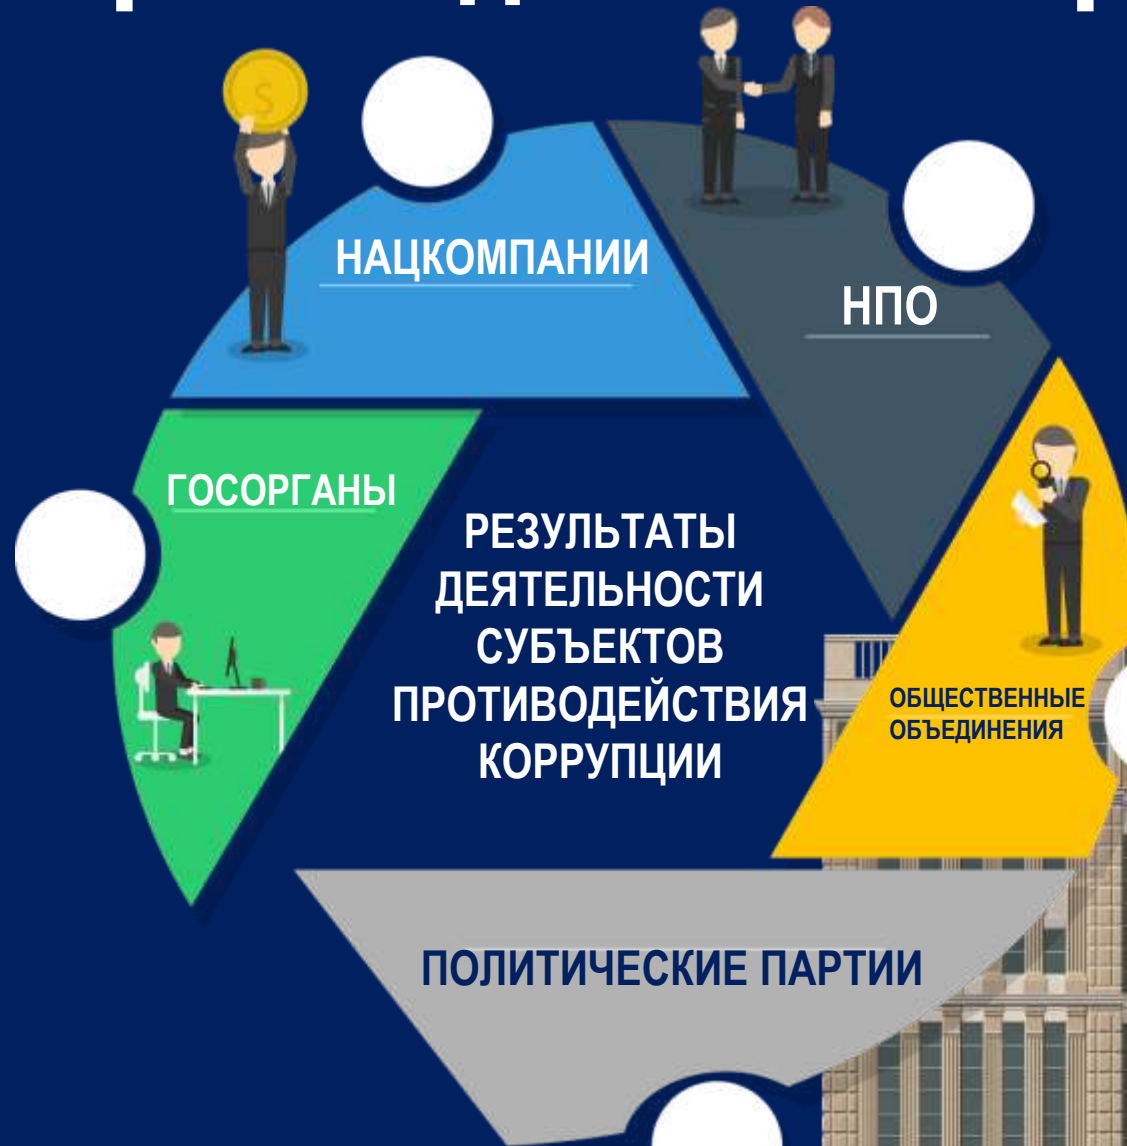 НАЦКОМПАНИИ
НПО
ГОСОРГАНЫ
РЕЗУЛЬТАТЫ
ДЕЯТЕЛЬНОСТИ
СУБЪЕКТОВ
ПРОТИВОДЕЙСТВИЯ
КОРРУПЦИИ
ОБЩЕСТВЕННЫЕ
ОБЪЕДИНЕНИЯ
ПОЛИТИЧЕСКИЕ ПАРТИИ